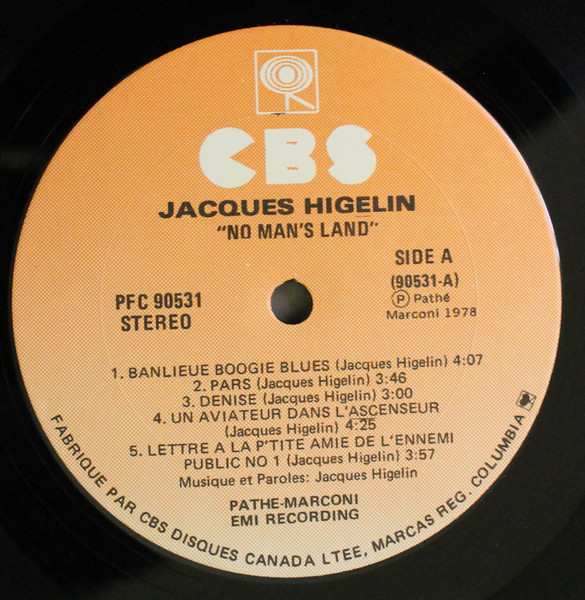 CBS
JACQUES HIGELIN
"NO MAN'S LAND"
SIDE A
(90531-A)
Ⓟ Pathé
Marconi 1978
PFC 90531
STEREO
1. BANLIEUE BOOGIE BLUES (Jacques Higelin) 4:07
2. PARS (Jacques Higelin) 3:46
3. DENISE (Jacques Higelin) 3:00
4. UN AVIATEUR DANS L'ASCENSEUR
(Jacques Higelin) 4:25
5. LETTRE A LA P'TITE AMIE DE L'ENNEMI
PUBLIC NO 1 (Jacques Higelin) 3:57
Musique et Paroles: Jacques Higelin
PATHE-MARCONI
EMI RECORDING
FABRIQUE PAR CBS DISQUES CANADA LTEE, MARCAS REG. COLUMBIA